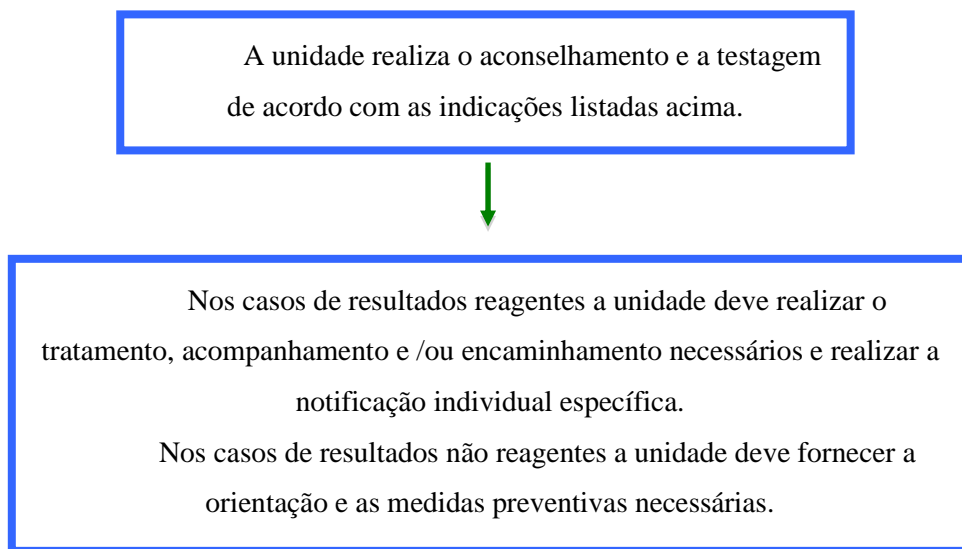 A unidade realiza o aconselhamento e a testagem
de acordo com as indicações listadas acima.
Nos casos de resultados reagentes a unidade deve realizar o
tratamento, acompanhamento e /ou encaminhamento necessários e realizar a
notificação individual específica.
Nos casos de resultados não reagentes a unidade deve fornecer a
orientação e as medidas preventivas necessárias.